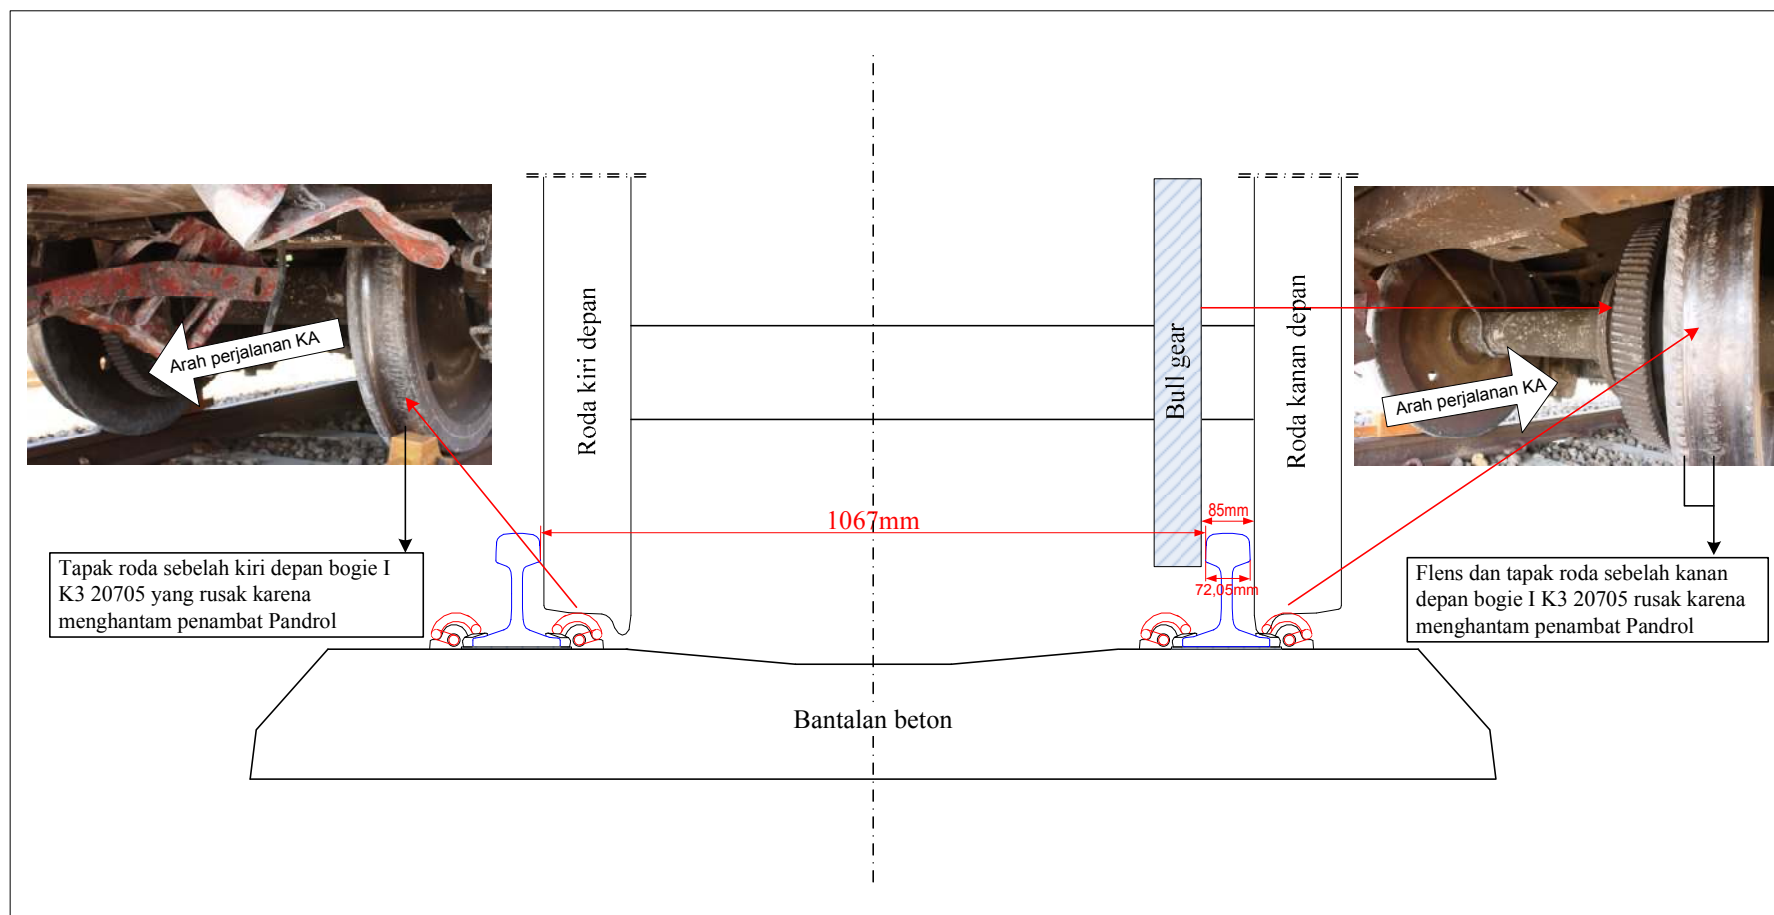 Arah perjalanan KA
Roda kiri depan
Bull gear
Roda kanan depan
Arah perjalanan KA
1067mm
85mm
72,05mm
Tapak roda sebelah kiri depan bogie I
K3 20705 yang rusak karena
menghantam penambat Pandrol
Flens dan tapak roda sebelah kanan
depan bogie I K3 20705 rusak karena
menghantam penambat Pandrol
Bantalan beton